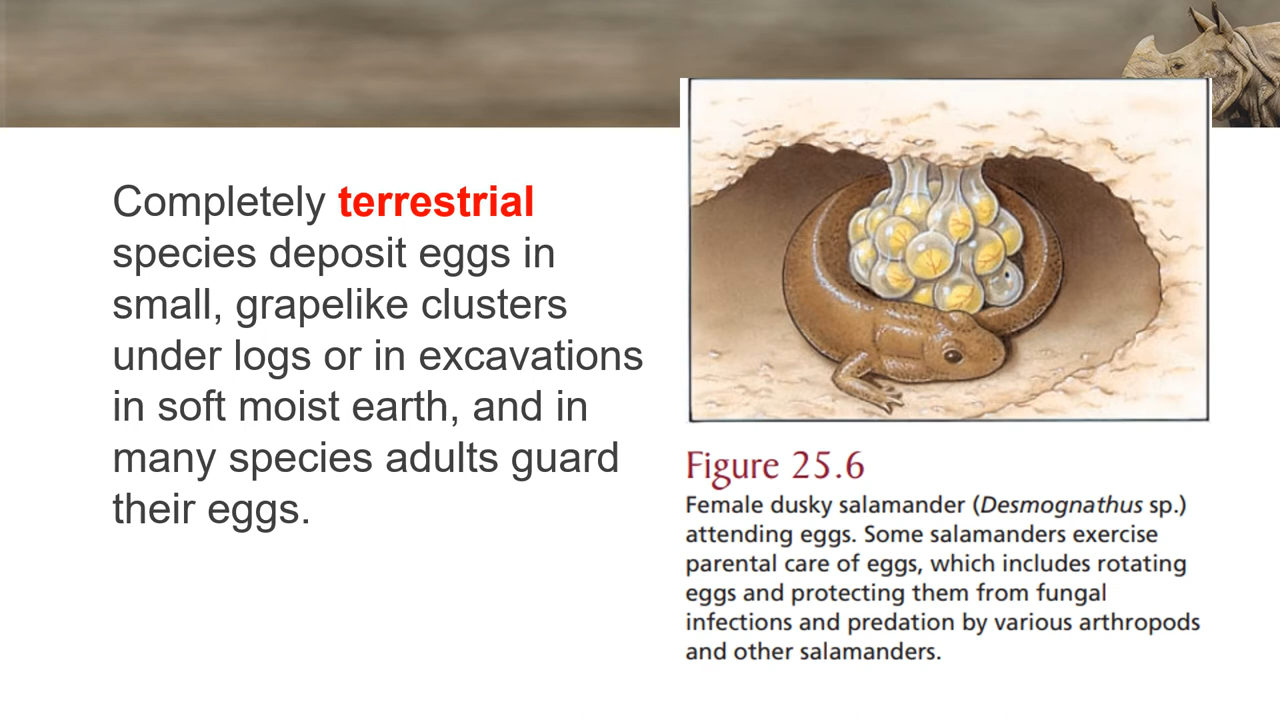 Completely terrestrial
species deposit eggs in
small, grapelike clusters
under logs or in excavations
in soft moist earth, and in
many species adults guard
their eggs.
Figure 25.6
Female dusky salamander (Desmognathus sp.)
attending eggs. Some salamanders exercise
parental care of eggs, which includes rotating
eggs and protecting them from fungal
infections and predation by various arthropods
and other salamanders.